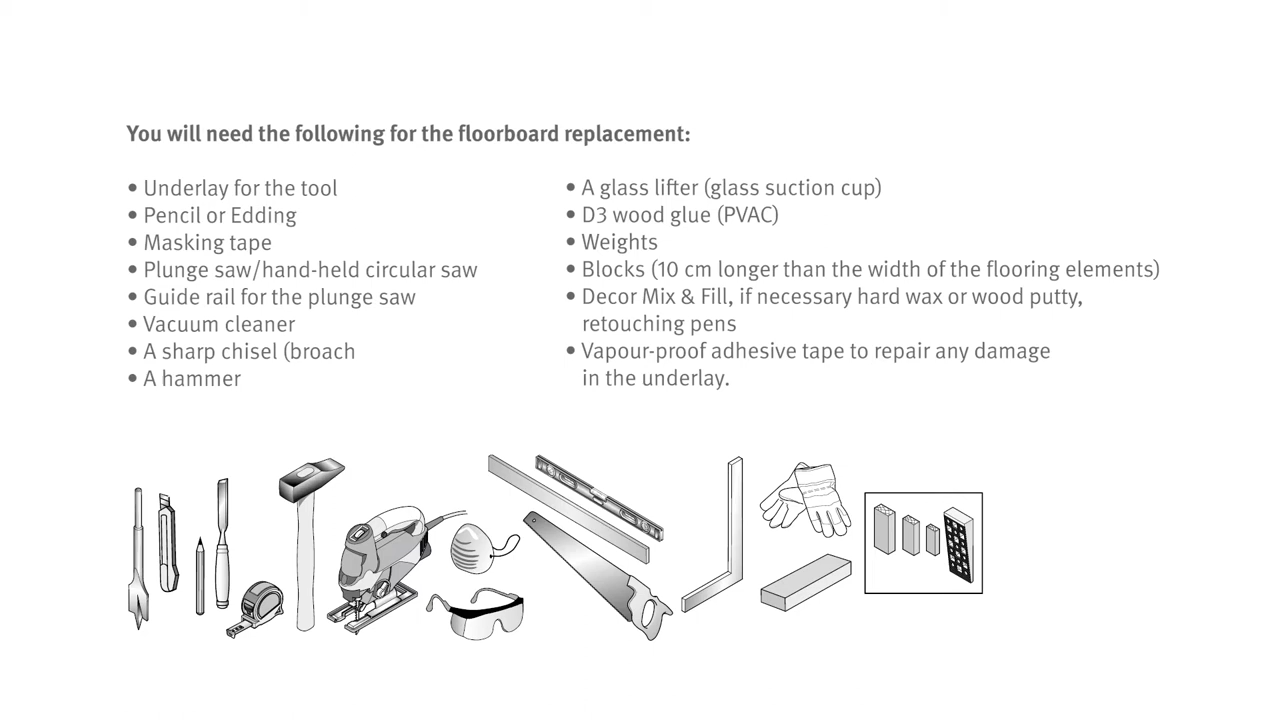 You will need the following for the floorboard replacement:
• Underlay for the tool
• Pencil or Edding
• Masking tape
• Plunge saw/hand-held circular saw
• Guide rail for the plunge saw
• Vacuum cleaner
• A sharp chisel (broach
• A hammer
• A glass lifter (glass suction cup)
• D3 wood glue (PVAC)
• Weights
• Blocks (10 cm longer than the width of the flooring elements)
• Decor Mix & Fill, if necessary hard wax or wood putty,
retouching pens
• Vapour-proof adhesive tape to repair any damage
in the underlay.